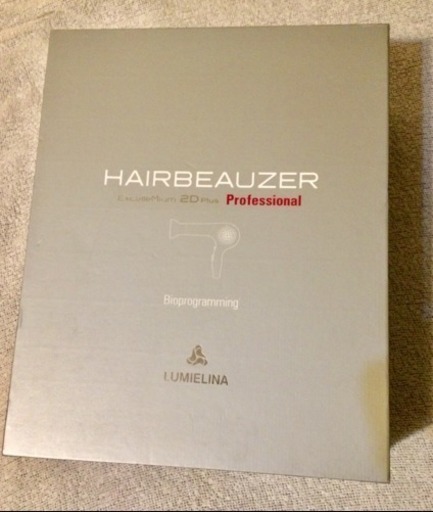 HAIRBEAUZER
ExcelleMium 2D Plus Professional
Bioprogramming
LUMIELINA